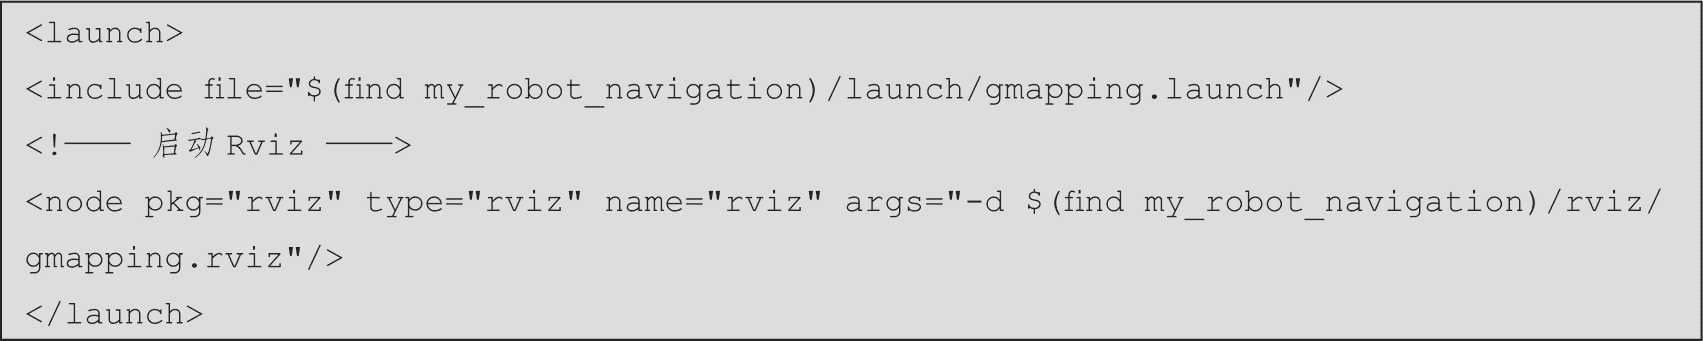 <launch>
<include file="$(find my_robot_navigation)/launch/gmapping.launch"/>
<!—— 启动 Rviz ——>
<node pkg="rviz" type="rviz" name="rviz" args="-d $(find my_robot_navigation)/rviz/
gmapping.rviz"/>
</launch>